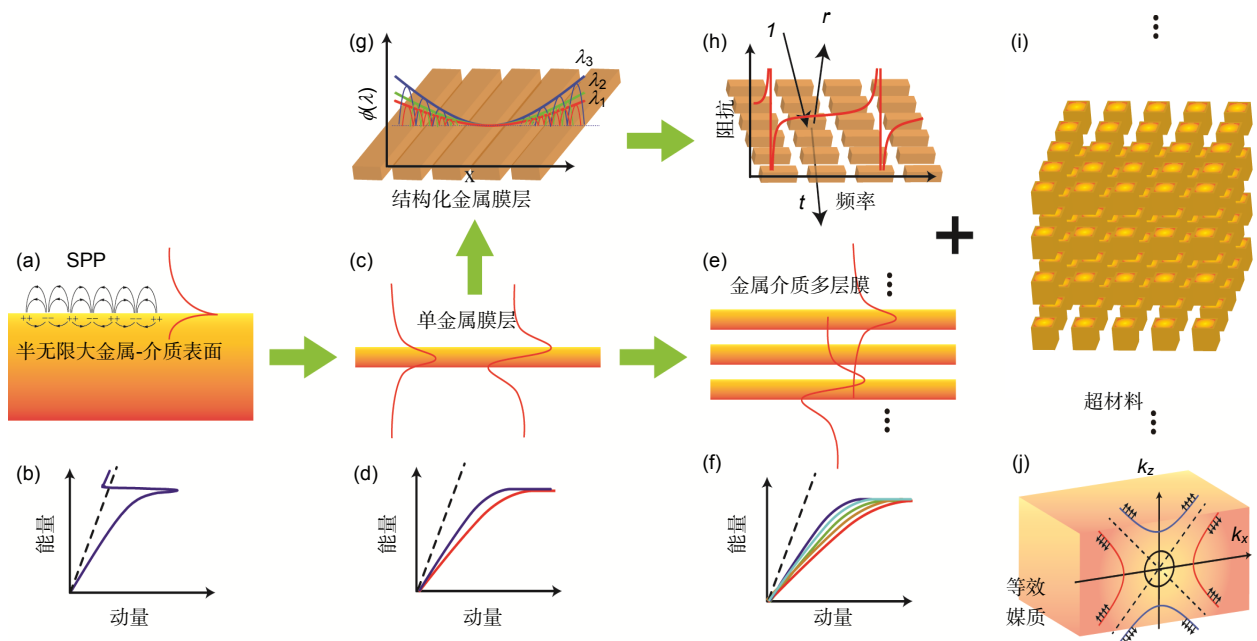 (g)
λ3
λ2
λ1
ϕ(λ)
x
结构化金属膜层
(h)
1
r
阻抗
t
频率
(i)
超材料
(a)
SPP
++ −− ++ −− ++ −− ++
半无限大金属-介质表面
(c)
单金属膜层
(e)
金属介质多层膜
+
(b)
能量
动量
(d)
能量
动量
(f)
能量
动量
(j)
kz
kx
等效
媒质